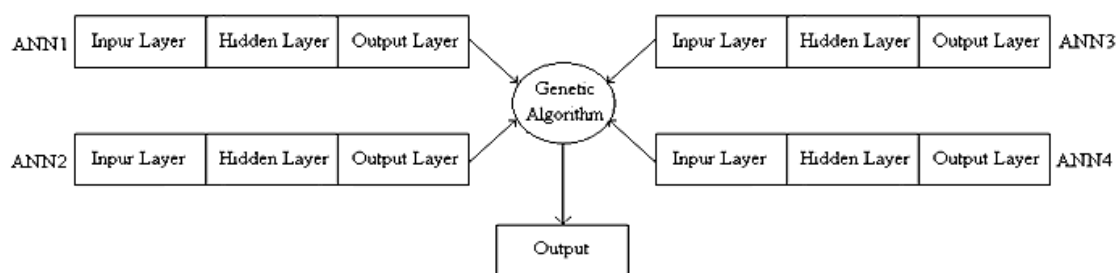 ANN1 Inpur Layer Hidden Layer Output Layer
Inpur Layer Hidden Layer Output Layer ANN3
Genetic
Algorithm
ANN2 Inpur Layer Hidden Layer Output Layer
Inpur Layer Hidden Layer Output Layer ANN4
Output